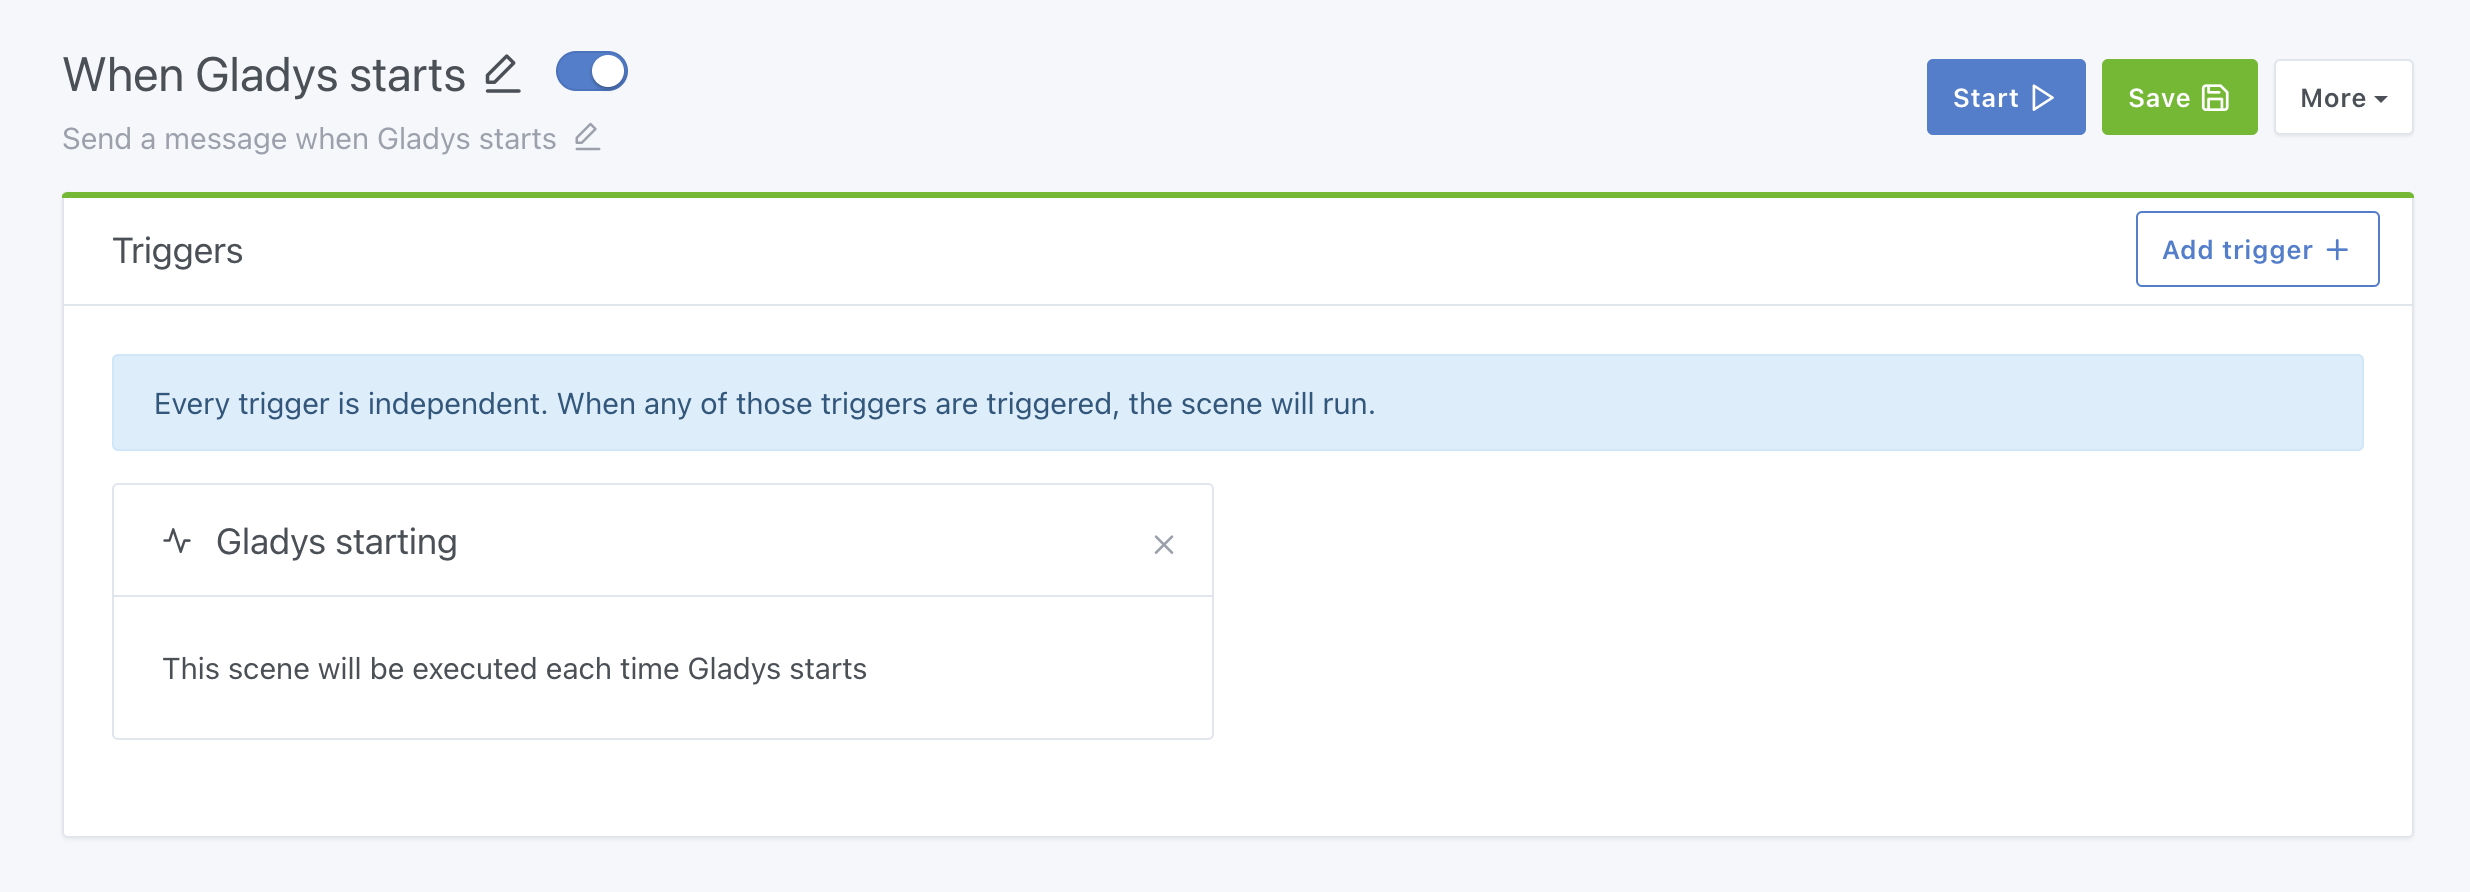 When Gladys starts
Send a message when Gladys starts
Start
Save
More
Triggers
Add trigger +
Every trigger is independent. When any of those triggers are triggered, the scene will run.
Gladys starting
This scene will be executed each time Gladys starts